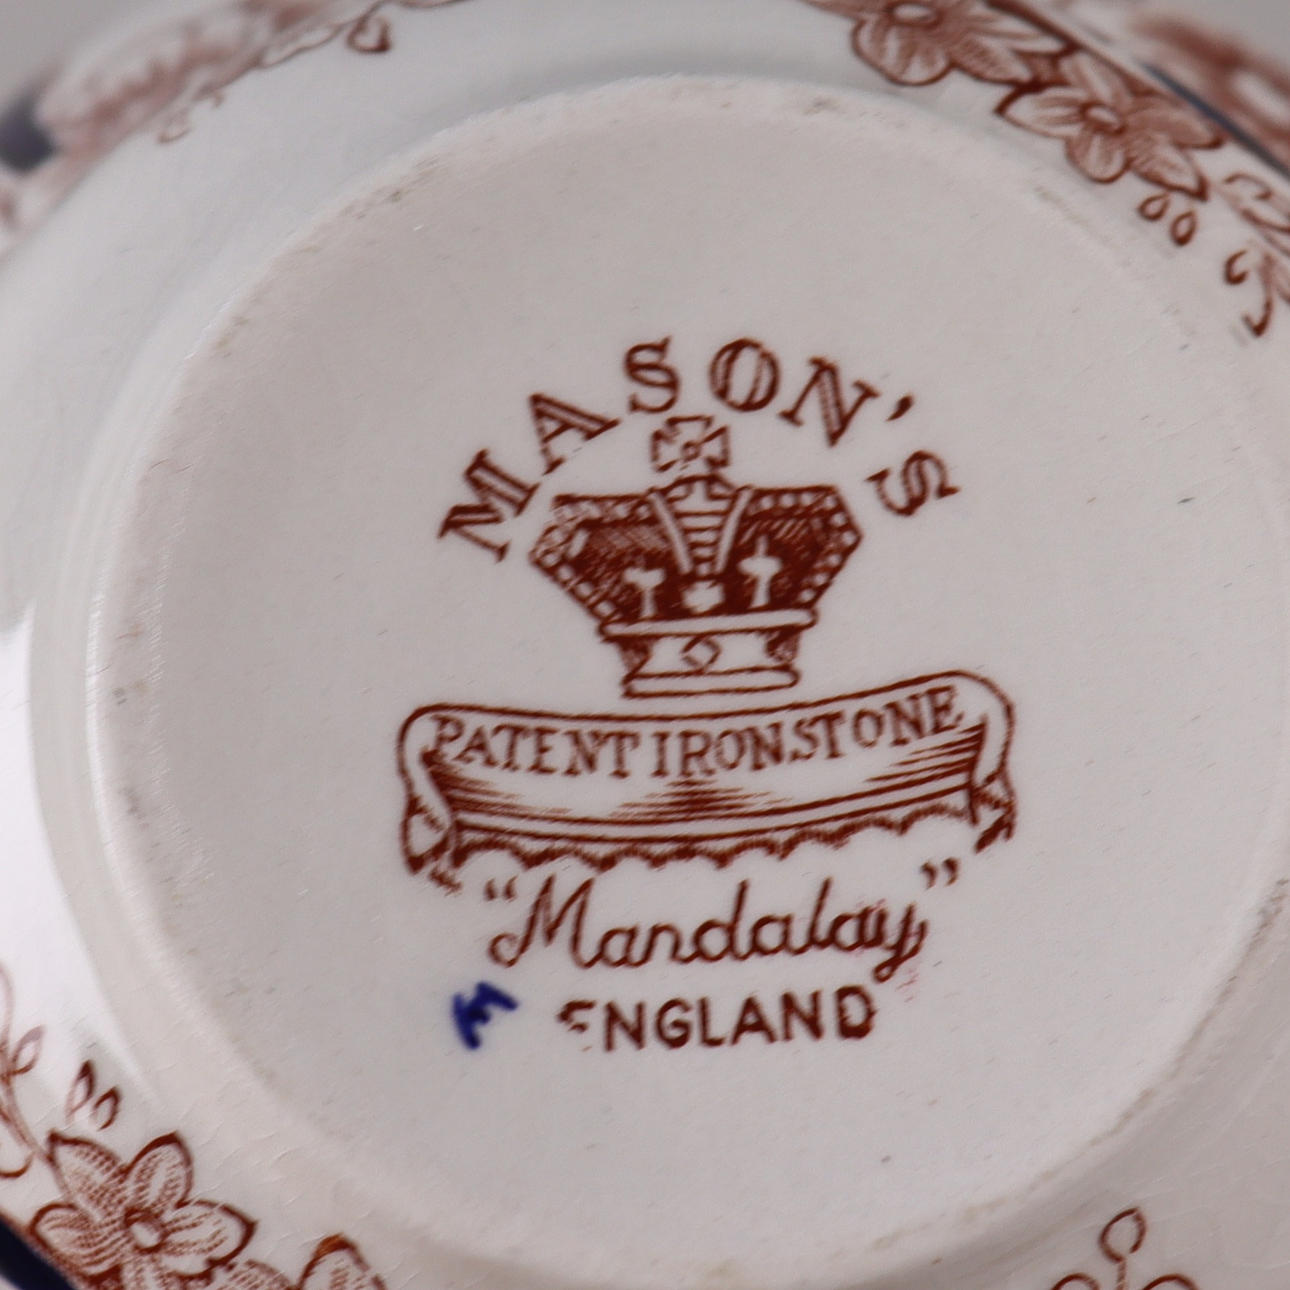 MASON'S
PATENT IRONSTONE
“Mandalay”
ENGLAND